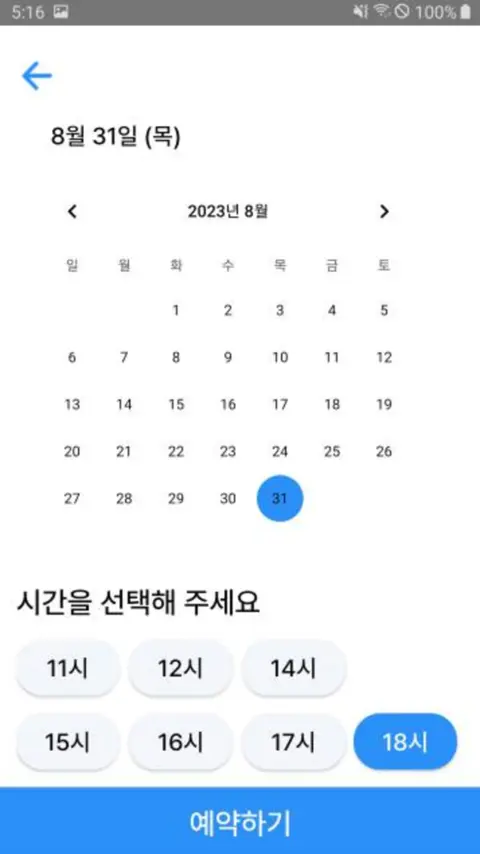 5:16 100%
8월 31일 (목)
2023년 8월
일 월 화 수 목 금 토
1 2 3 4 5
6 7 8 9 10 11 12
13 14 15 16 17 18 19
20 21 22 23 24 25 26
27 28 29 30 31
시간을 선택해 주세요
11시 12시 14시
15시 16시 17시 18시
예약하기